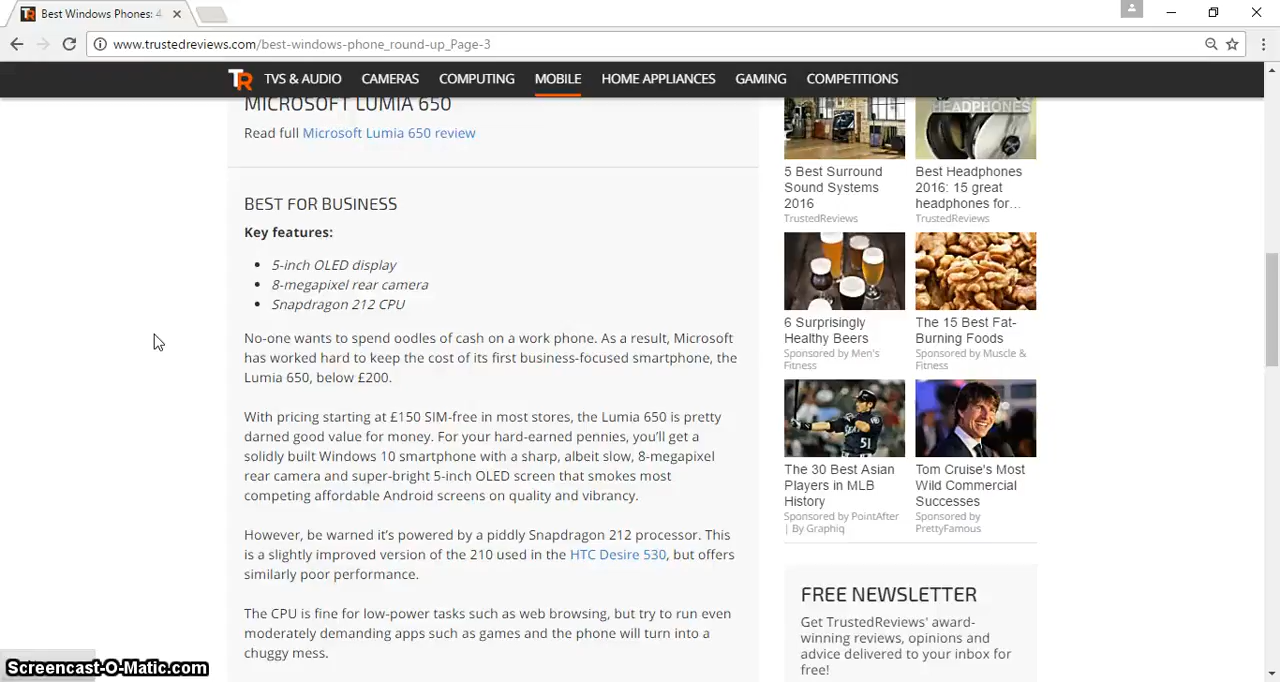 Best Windows Phones: 4
www.trustedreviews.com/best-windows-phone_round-up_Page-3
TR TVS & AUDIO CAMERAS COMPUTING MOBILE HOME APPLIANCES GAMING COMPETITIONS
MICROSOFT LUMIA 650
Read full Microsoft Lumia 650 review
BEST FOR BUSINESS
Key features:
• 5-inch OLED display
• 8-megapixel rear camera
• Snapdragon 212 CPU
No-one wants to spend oodles of cash on a work phone. As a result, Microsoft
has worked hard to keep the cost of its first business-focused smartphone, the
Lumia 650, below £200.
With pricing starting at £150 SIM-free in most stores, the Lumia 650 is pretty
darned good value for money. For your hard-earned pennies, you'll get a
solidly built Windows 10 smartphone with a sharp, albeit slow, 8-megapixel
rear camera and super-bright 5-inch OLED screen that smokes most
competing affordable Android screens on quality and vibrancy.
However, be warned it's powered by a piddly Snapdragon 212 processor. This
is a slightly improved version of the 210 used in the HTC Desire 530, but offers
similarly poor performance.
The CPU is fine for low-power tasks such as web browsing, but try to run even
moderately demanding apps such as games and the phone will turn into a
chuggy mess.
HEADPHONES
5 Best Surround
Sound Systems
2016
TrustedReviews
Best Headphones
2016: 15 great
headphones for...
TrustedReviews
6 Surprisingly
Healthy Beers
Sponsored by Men's
Fitness
The 15 Best Fat-
Burning Foods
Sponsored by Muscle &
Fitness
51
The 30 Best Asian
Players in MLB
History
Sponsored by PointAfter
| By Graphiq
Tom Cruise's Most
Wild Commercial
Successes
Sponsored by
PrettyFamous
FREE NEWSLETTER
Get TrustedReviews' award-
winning reviews, opinions and
advice delivered to your inbox for
free!
Screencast-O-Matic.com